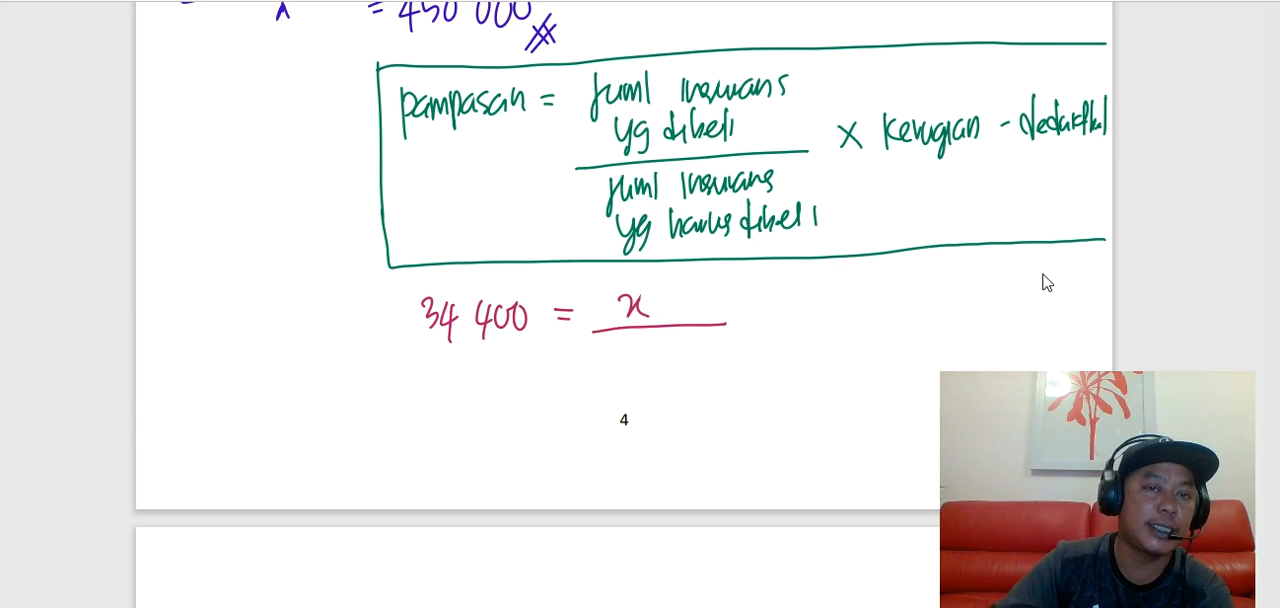 = 450 000
pampasan = juml insurans
yg dibeli
juml insurans
yg harus dibeli
x kerugian - deduktibel
34 400 = x
4